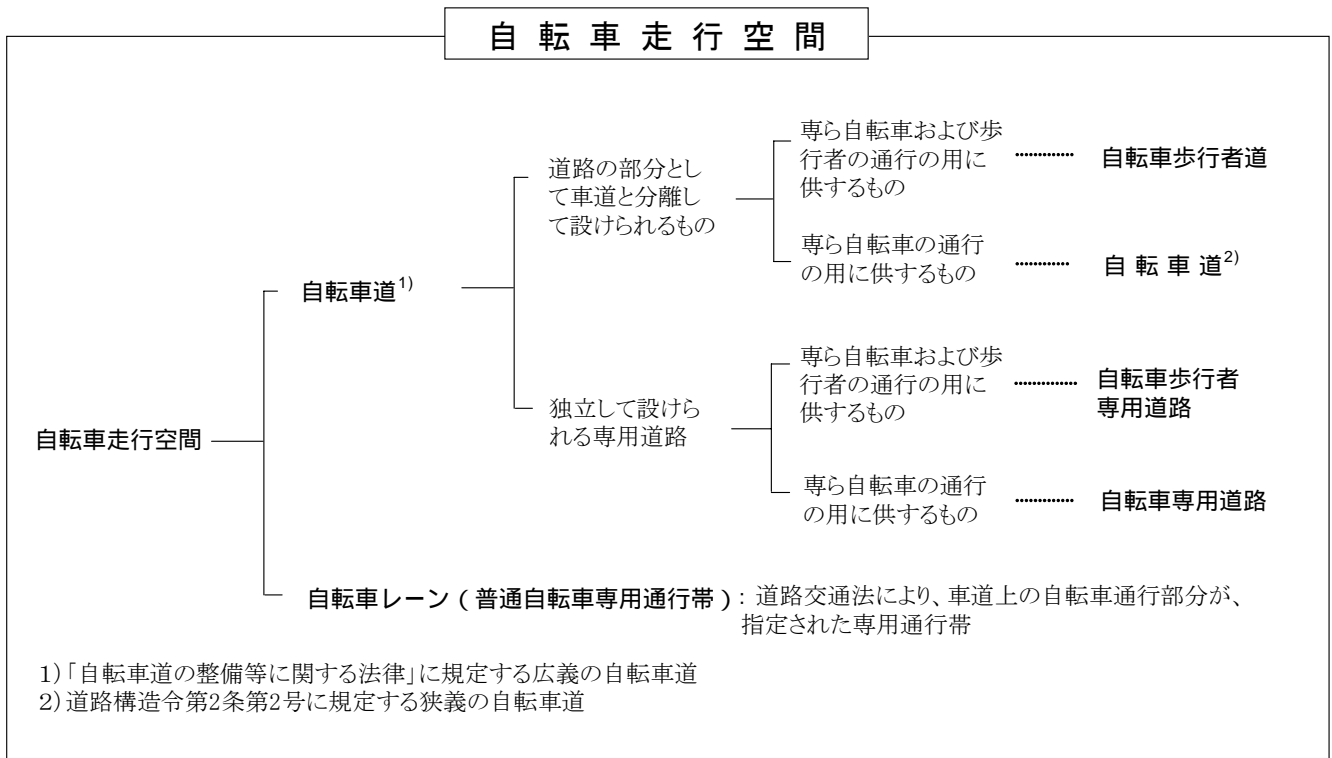 自転車走行空間
専ら自転車および歩
行者の通行の用に
供するもの
自転車歩行者道
道路の部分とし
て車道と分離し
て設けられるもの
専ら自転車の通行
の用に供するもの
自転車道2)
自転車道1)
専ら自転車および歩
行者の通行の用に
供するもの
自転車歩行者
専用道路
独立して設けら
れる専用道路
自転車走行空間
専ら自転車の通行
の用に供するもの
自転車専用道路
自転車レーン(普通自転車専用通行帯):道路交通法により、車道上の自転車通行部分が、
指定された専用通行帯
1)「自転車道の整備等に関する法律」に規定する広義の自転車道
2)道路構造令第2条第2号に規定する狭義の自転車道